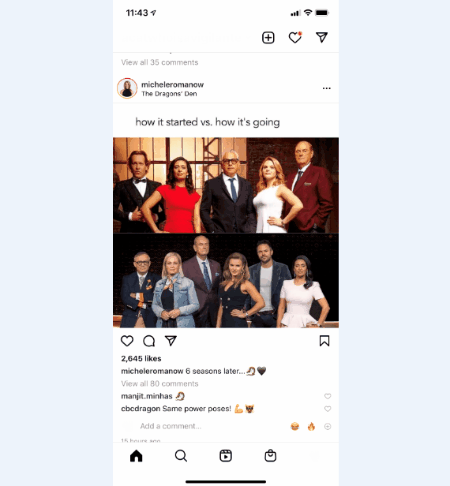 11:43
View all 35 comments
micheleromanow
The Dragons' Den
how it started vs. how it's going
2,645 likes
micheleromanow 6 seasons later...
View all 80 comments
manjit.minhas
cbcdragon Same power poses!
Add a comment...
15 hours ago